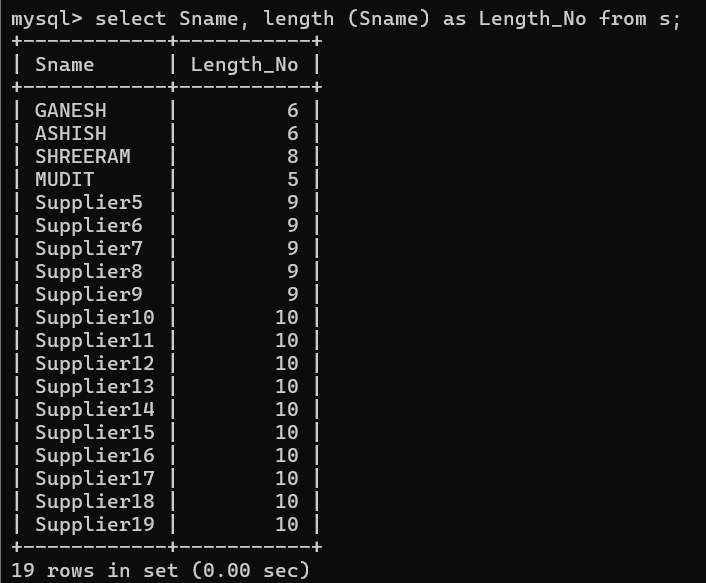 mysql> select Sname, length (Sname) as Length_No from s;
+------------+-----------+
| Sname      | Length_No |
+------------+-----------+
| GANESH     |         6 |
| ASHISH     |         6 |
| SHREERAM   |         8 |
| MUDIT      |         5 |
| Supplier5  |         9 |
| Supplier6  |         9 |
| Supplier7  |         9 |
| Supplier8  |         9 |
| Supplier9  |         9 |
| Supplier10 |        10 |
| Supplier11 |        10 |
| Supplier12 |        10 |
| Supplier13 |        10 |
| Supplier14 |        10 |
| Supplier15 |        10 |
| Supplier16 |        10 |
| Supplier17 |        10 |
| Supplier18 |        10 |
| Supplier19 |        10 |
+------------+-----------+
19 rows in set (0.00 sec)